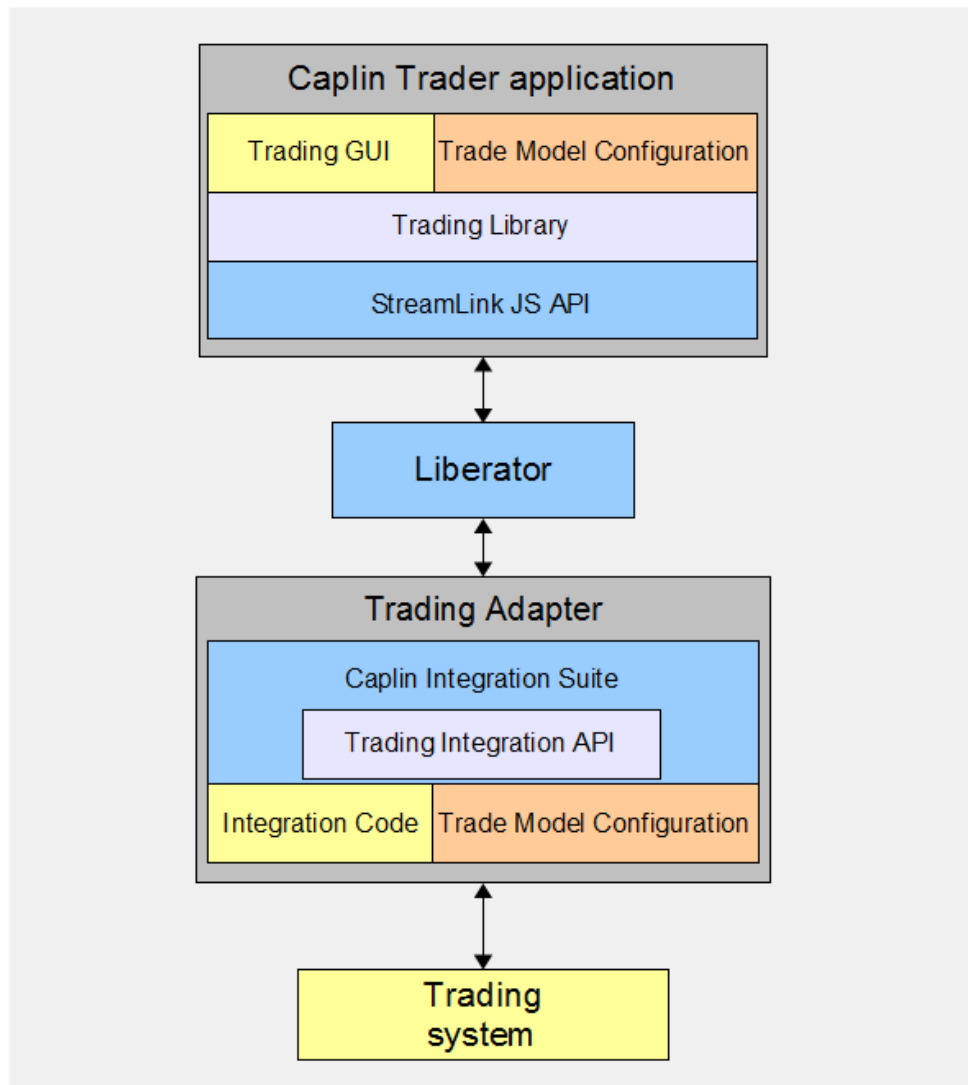 Caplin Trader application
Trading GUI
Trade Model Configuration
Trading Library
StreamLink JS API
Liberator
Trading Adapter
Caplin Integration Suite
Trading Integration API
Integration Code
Trade Model Configuration
Trading
system